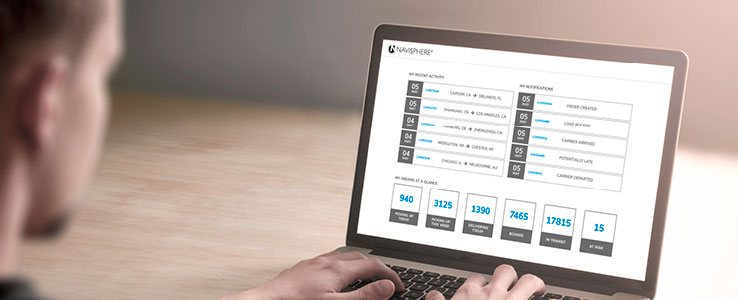 NAVISPHERE®
MY RECENT ACTIVITY
05 MAY CARSON, CA → ORLANDO, FL
05 MAY SHANGHAI, CN → LOS ANGELES, CA
04 MAY DE → ZHENGZHOU, CN
04 MAY MIDDLETON, WI → CHESTER, NY
04 MAY CHICAGO, IL → MELBOURNE, AU
MY NOTIFICATIONS
05 MAY ORDER CREATED
05 MAY LOAD BOOKED
05 MAY CARRIER ARRIVED
05 MAY POTENTIALLY LATE
05 MAY CARRIER DEPARTED
MY ORDERS AT A GLANCE
940 3125 1390 7465 17815 15
PICKING UP TODAY PICKING UP THIS WEEK DELIVERING TODAY BOOKED IN TRANSIT AT RISK